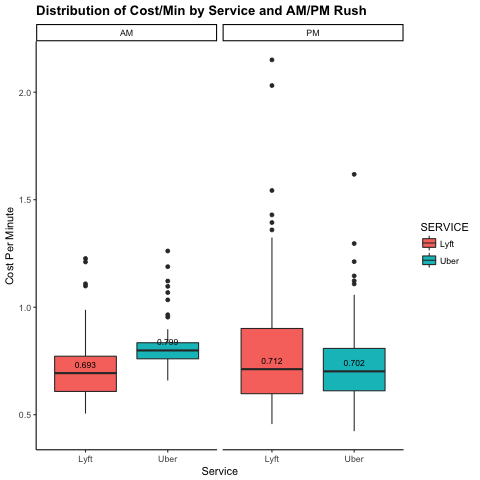 Distribution of Cost/Min by Service and AM/PM Rush
AM
PM
Cost Per Minute
2.0
1.5
1.0
0.5
0.693
0.799
0.712
0.702
Lyft
Uber
Lyft
Uber
Service
SERVICE
Lyft
Uber